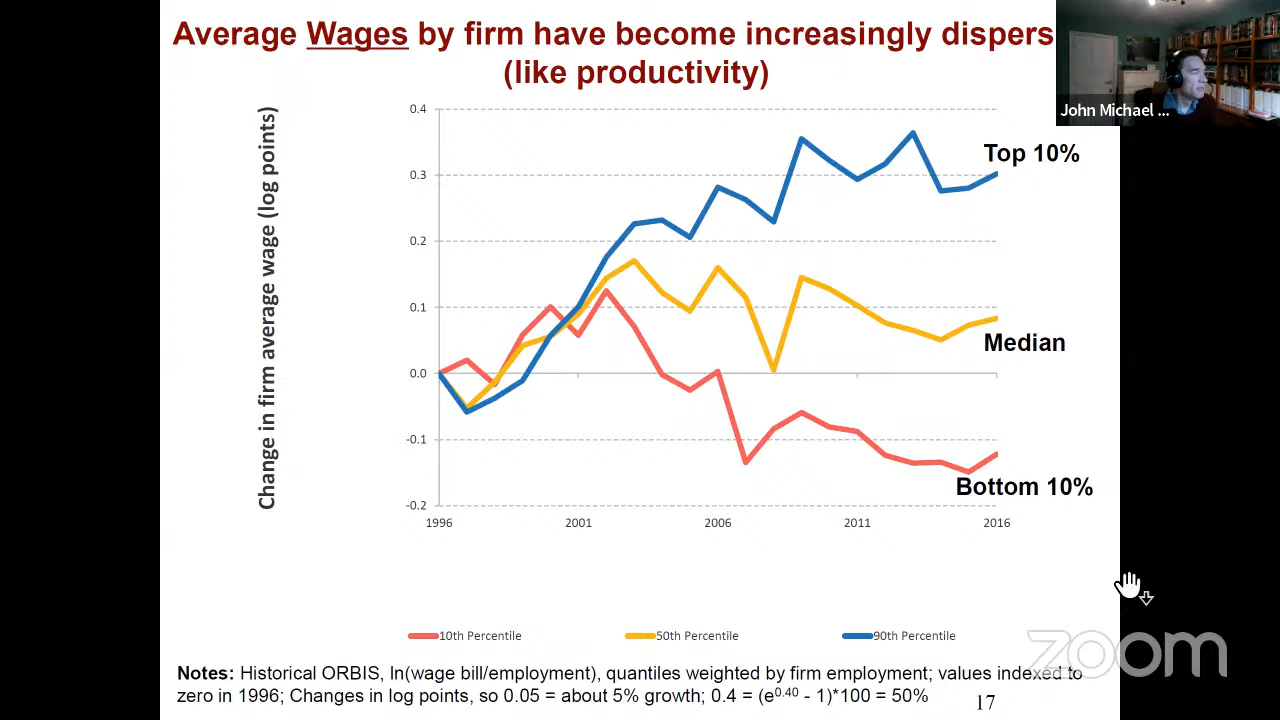 Average Wages by firm have become increasingly dispers
(like productivity)
John Michael ...
Change in firm average wage (log points)
0.4
0.3
0.2
0.1
0.0
-0.1
-0.2
Top 10%
Median
Bottom 10%
1996 2001 2006 2011 2016
10th Percentile 50th Percentile 90th Percentile
zoom
Notes: Historical ORBIS, ln(wage bill/employment), quantiles weighted by firm employment; values indexed to
zero in 1996; Changes in log points, so 0.05 = about 5% growth; 0.4 = (e^0.40 - 1)*100 = 50%
17